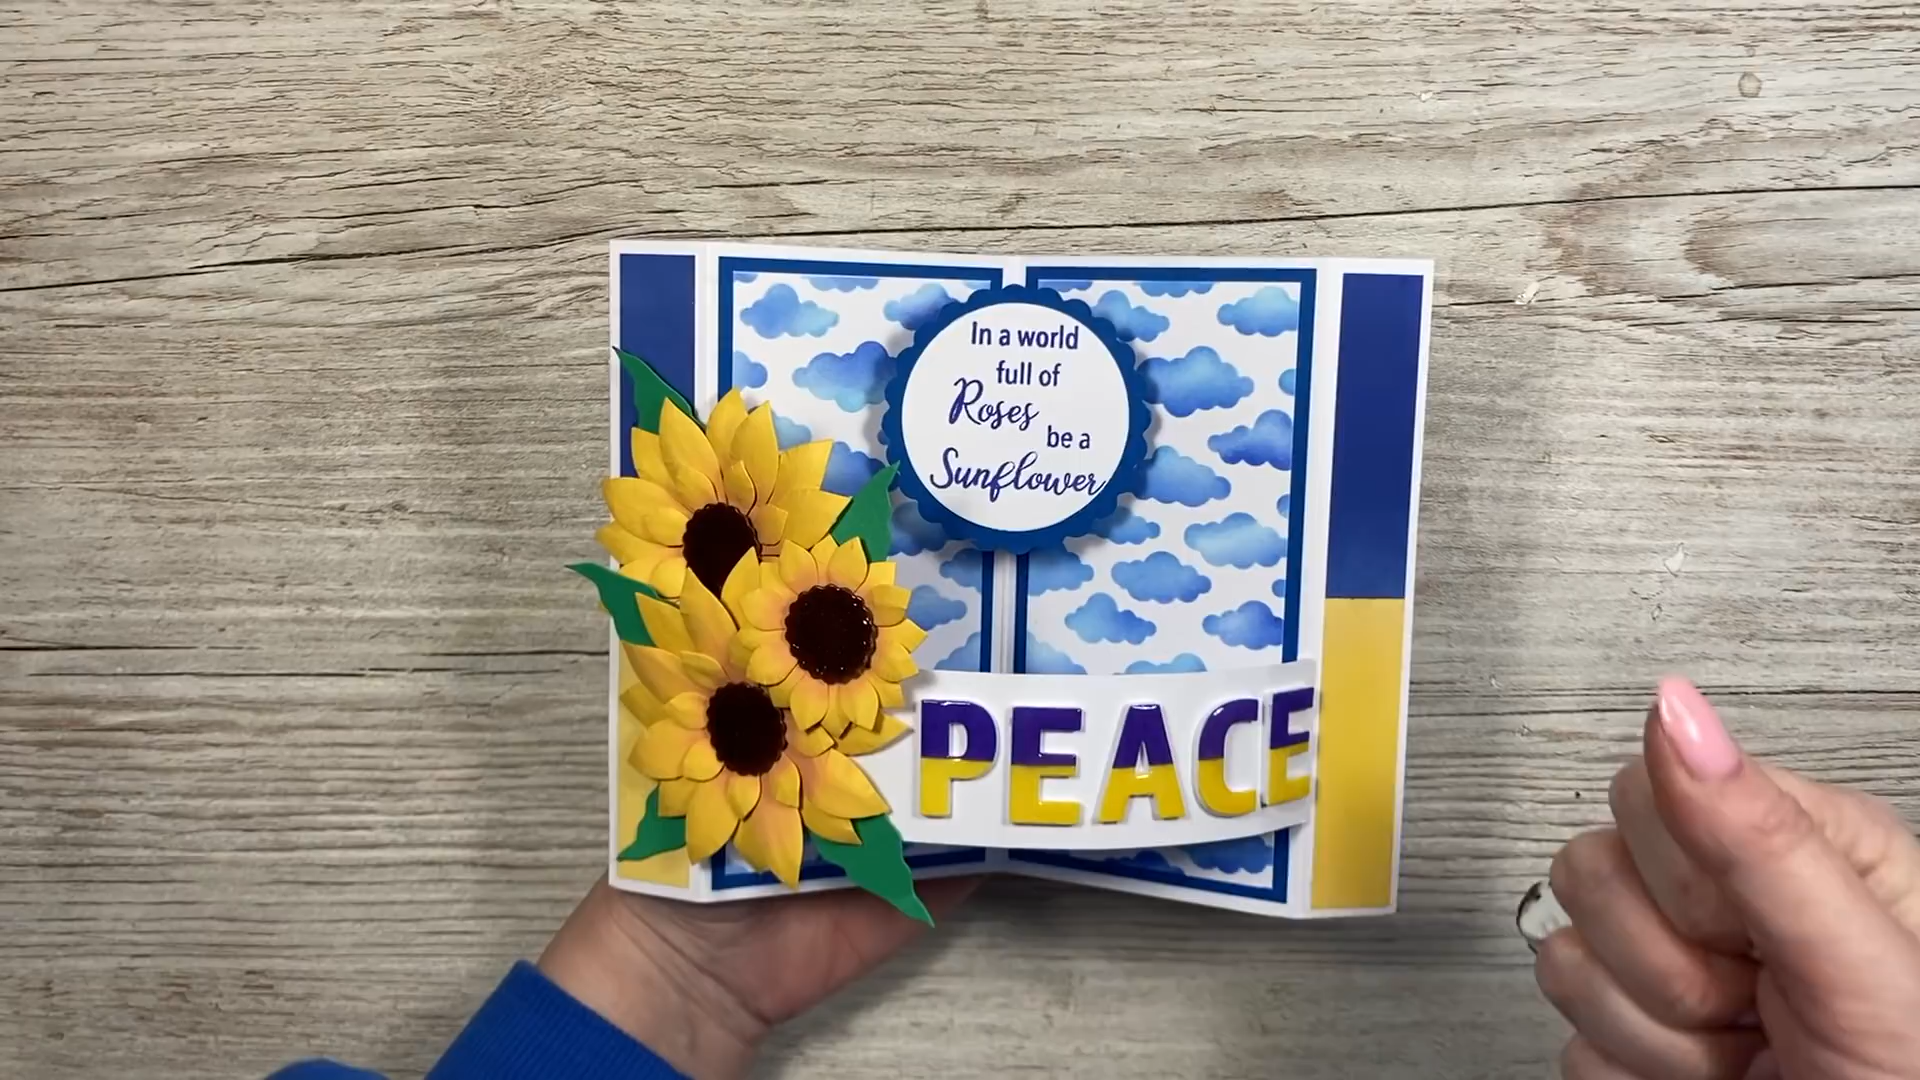 In a world
full of
Roses
be a
Sunflower
PEACE